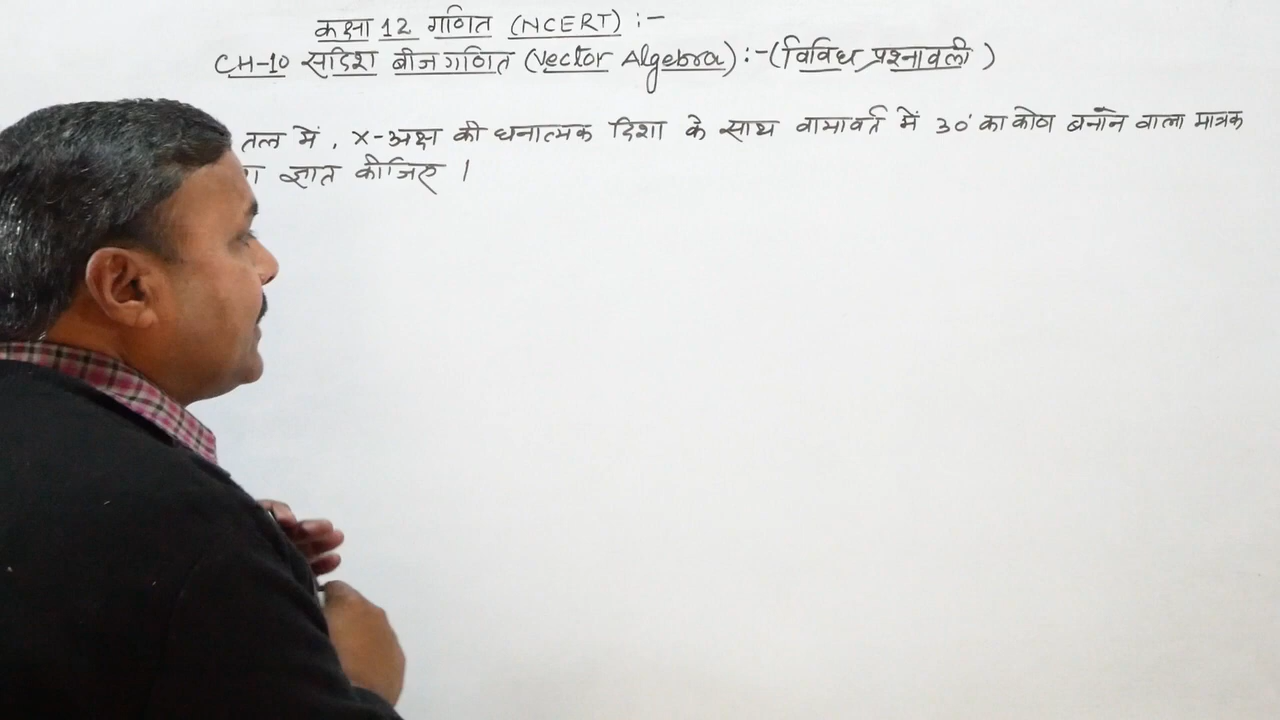 कक्षा 12 गणित (NCERT) :-
CH-10 सदिश बीजगणित (Vector Algebra) :- (विविध प्रश्नावली)
तल में, X-अक्ष की धनात्मक दिशा के साथ वामावर्त में 30° का कोण बनाने वाला मात्रक
ज्ञात कीजिए ।